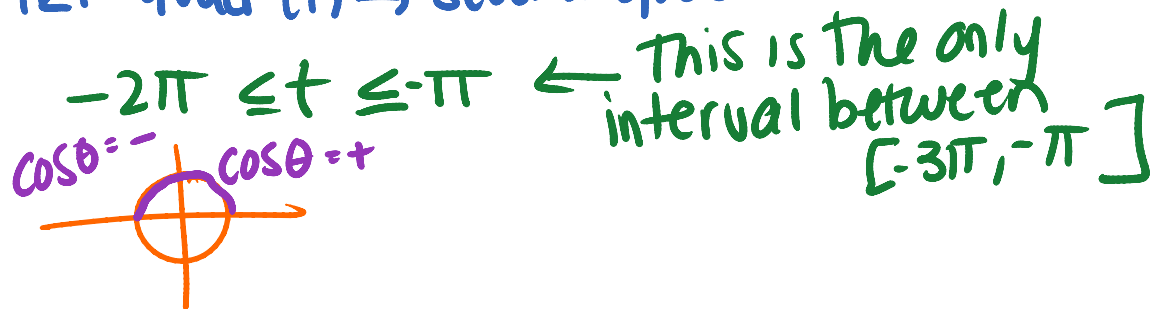 This is the only
-2π ≤ t ≤ -π ← interval between
[-3π, -π]
cosθ = - cosθ = +